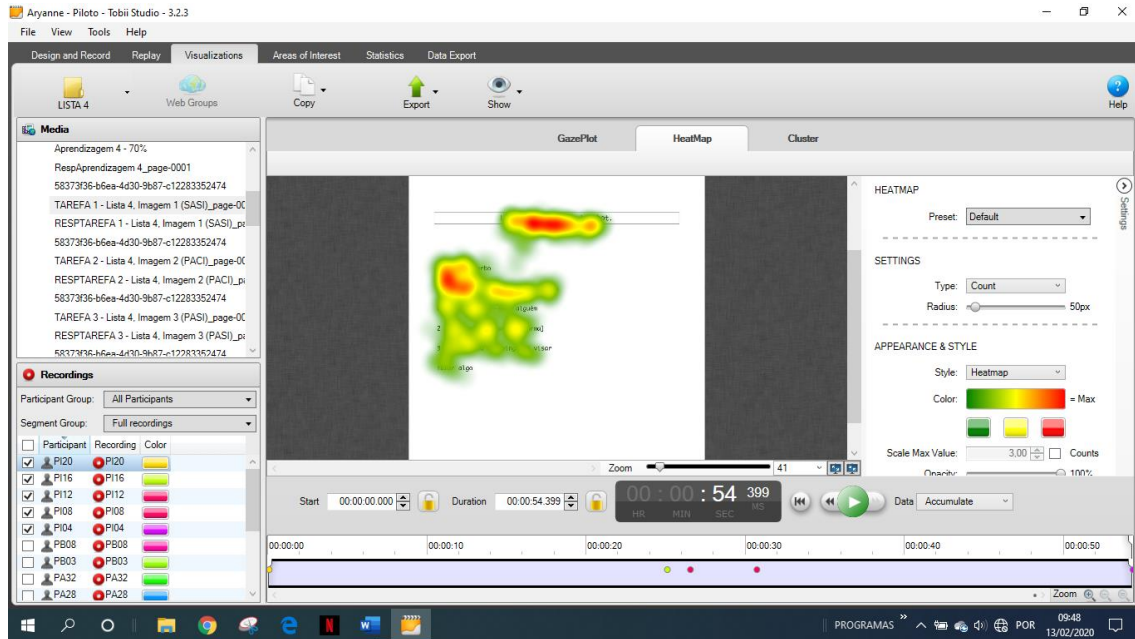 Aryanne - Piloto - Tobii Studio - 3.2.3
File View Tools Help
Design and Record Replay Visualizations Areas of Interest Statistics Data Export
LISTA 4 Web Groups Copy Export Show Help
Media
Aprendizagem 4 - 70%
RespAprendizagem 4_page-0001
58373f36-b6ea-4d30-9b87-c12283352474
TAREFA 1 - Lista 4, Imagem 1 (SASI)_page-00
RESPTAREFA 1 - Lista 4, Imagem 1 (SASI)_pa
58373f36-b6ea-4d30-9b87-c12283352474
TAREFA 2 - Lista 4, Imagem 2 (PACI)_page-00
RESPTAREFA 2 - Lista 4, Imagem 2 (PACI)_pa
58373f36-b6ea-4d30-9b87-c12283352474
TAREFA 3 - Lista 4, Imagem 3 (PASI)_page-00
RESPTAREFA 3 - Lista 4, Imagem 3 (PASI)_pa
58373f36-b6ea-4d30-9b87-c12283352474
Recordings
Participant Group: All Participants
Segment Group: Full recordings
Participant Recording Color
PI20 PI20
PI16 PI16
PI12 PI12
PI08 PI08
PI04 PI04
PB08 PB08
PB03 PB03
PA32 PA32
PA28 PA28
GazePlot HeatMap Cluster
alguém
2
algo
Zoom 41
HEATMAP
Preset: Default
SETTINGS
Type: Count
Radius: 50px
APPEARANCE & STYLE
Style: Heatmap
Color: = Max
Scale Max Value: 3,00 Counts
Opacity: 100%
Settings
Start 00:00:00.000 Duration 00:00:54.399 00 : 00 : 54 399 Data Accumulate
HR MIN SEC MS
00:00:00 00:00:10 00:00:20 00:00:30 00:00:40 00:00:50
Zoom
PROGRAMAS » POR 09:48
13/02/2020